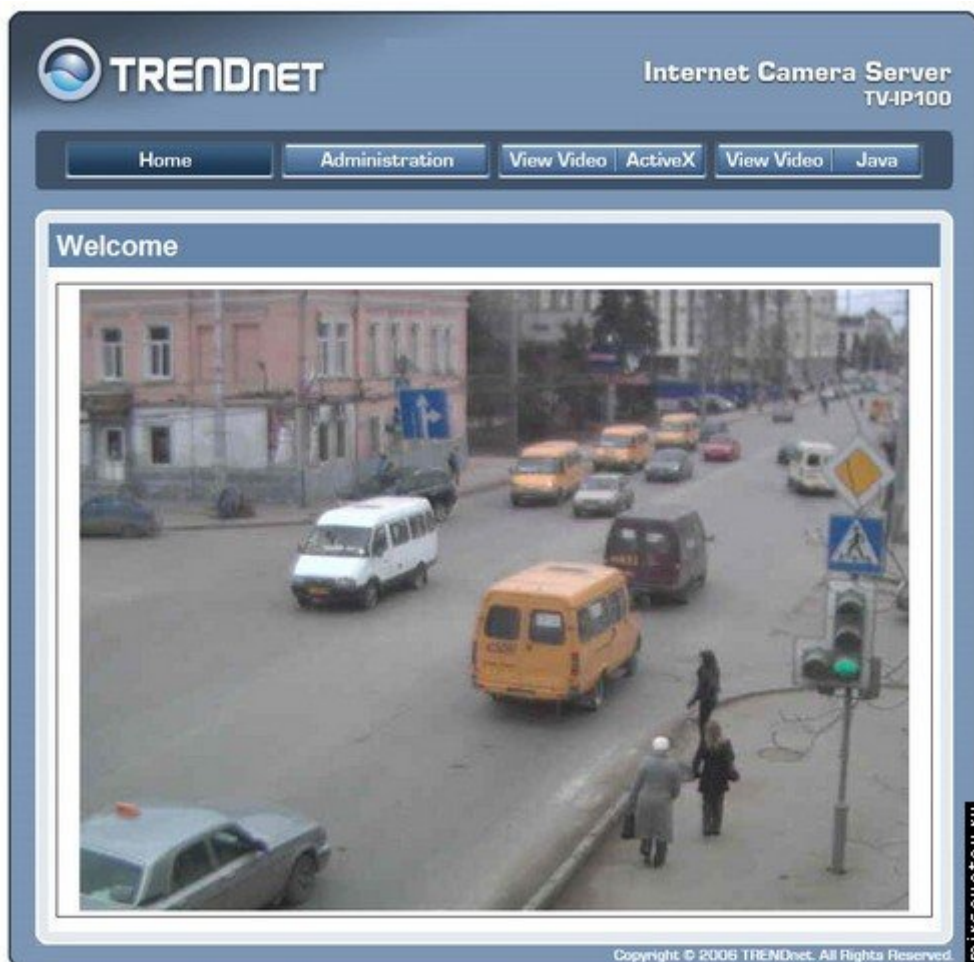 TRENDNET
Internet Camera Server
TV-IP100
Home
Administration
View Video
ActiveX
View Video
Java
Welcome
Copyright © 2006 TRENDnet. All Rights Reserved.